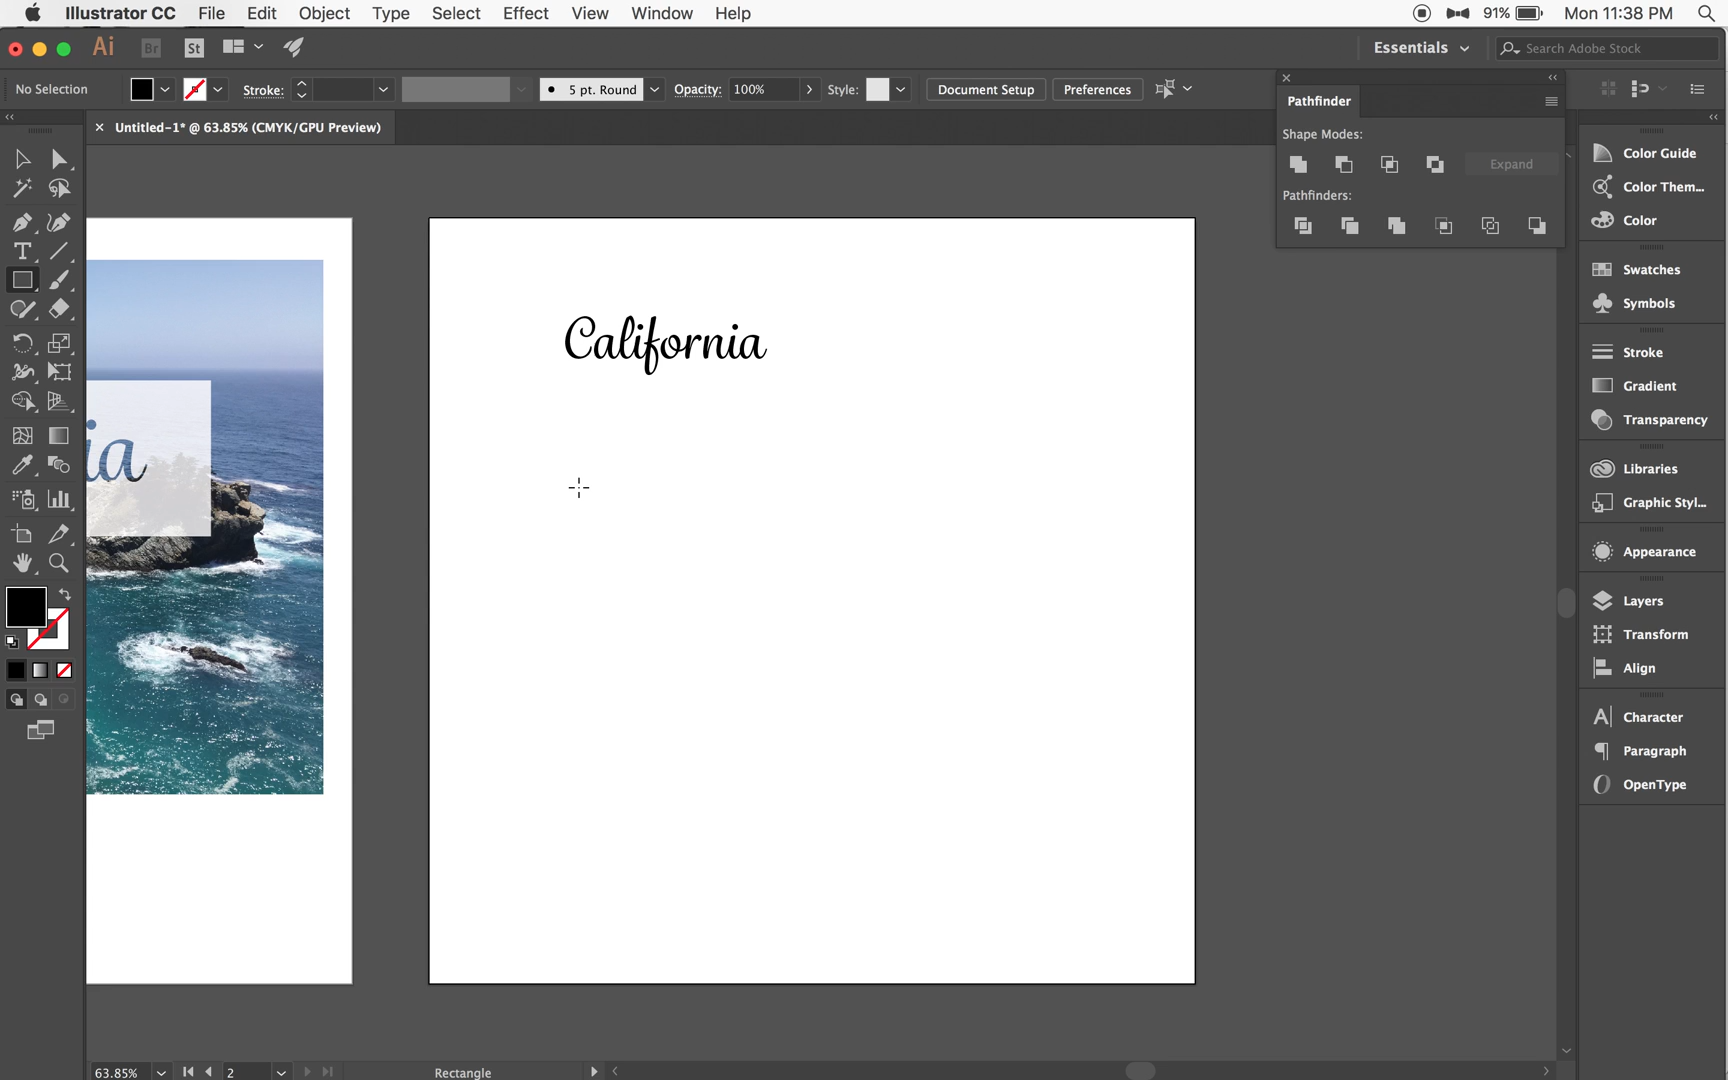 Illustrator CC File Edit Object Type Select Effect View Window Help 91% Mon 11:38 PM
Ai Br St Essentials Search Adobe Stock
No Selection Stroke: 5 pt. Round Opacity: 100% Style: Document Setup Preferences
Untitled-1* @ 63.85% (CMYK/GPU Preview)
Pathfinder
Shape Modes:
Expand
Pathfinders:
California
ia
Color Guide
Color Them...
Color
Swatches
Symbols
Stroke
Gradient
Transparency
Libraries
Graphic Styl...
Appearance
Layers
Transform
Align
Character
Paragraph
OpenType
63.85% 2 Rectangle